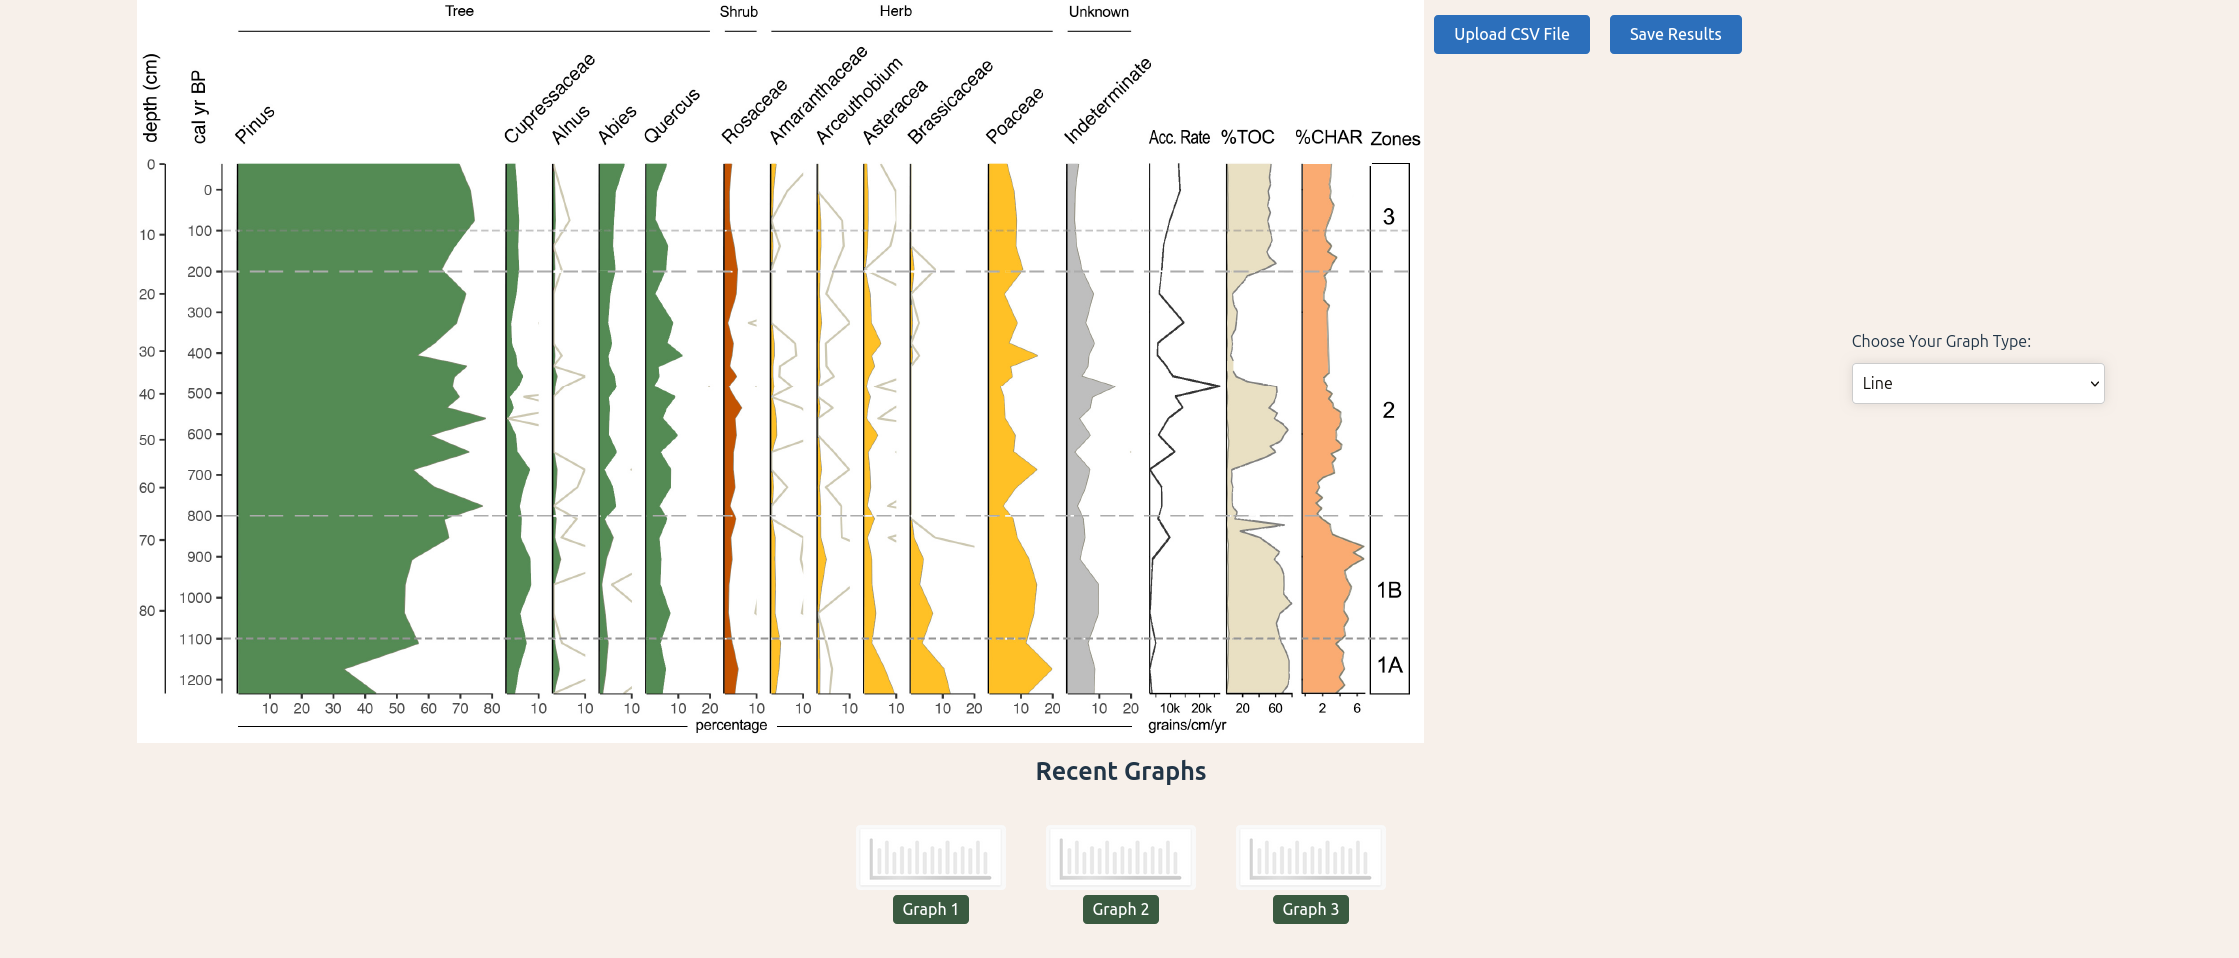 Tree Shrub Herb Unknown
Upload CSV File Save Results
depth (cm) cal yr BP Pinus Cupressaceae Alnus Abies Quercus Rosaceae Amaranthaceae Arceuthobium Asteracea Brassicaceae Poaceae Indeterminate Acc. Rate %TOC %CHAR Zones
0
0
3
10 100
200
20
300
Choose Your Graph Type:
30 400
Line
40 500
2
50 600
700
60
800
70
900
1B
80 1000
1100
1A
1200
10 20 30 40 50 60 70 80 10 10 10 10 20 10 10 10 10 10 20 10 20 10 20 10k 20k 20 60 2 6
percentage grains/cm/yr
Recent Graphs
Graph 1 Graph 2 Graph 3